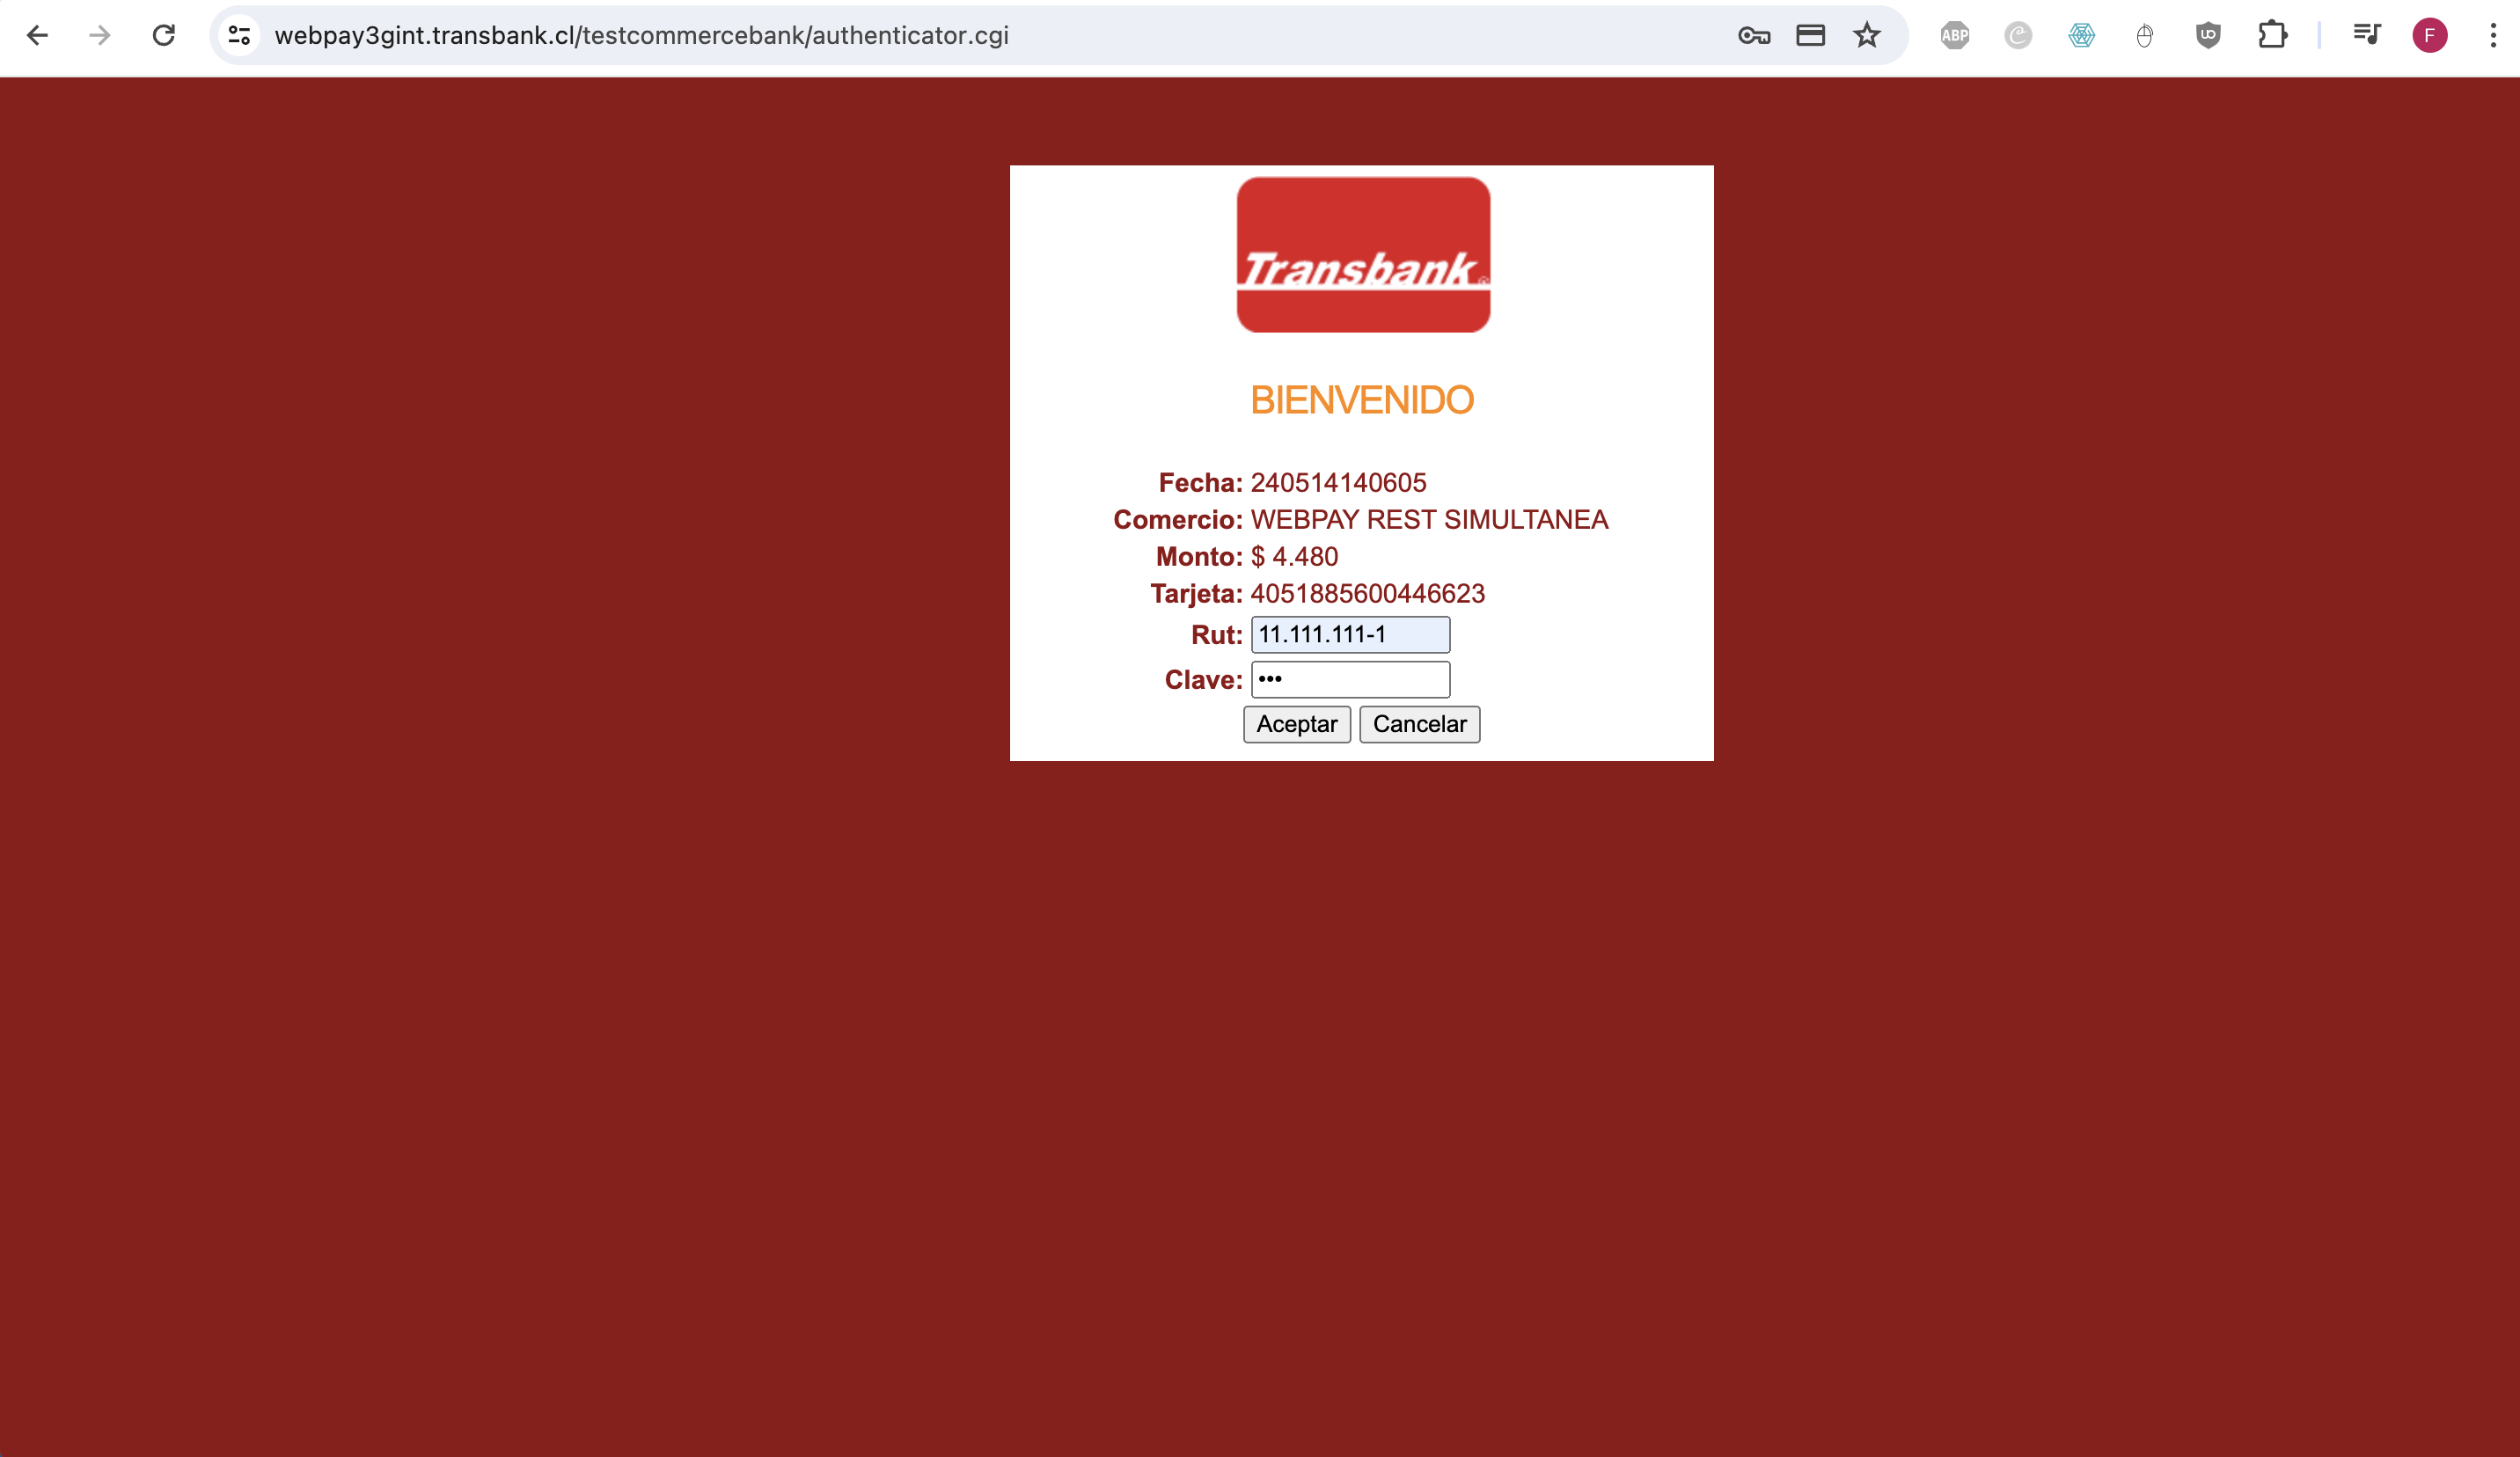 webpay3gint.transbank.cl/testcommercebank/authenticator.cgi
ABP
F
Transbank®
BIENVENIDO
Fecha: 240514140605
Comercio: WEBPAY REST SIMULTANEA
Monto: $ 4.480
Tarjeta: 4051885600446623
Rut: 11.111.111-1
Clave: •••
Aceptar Cancelar